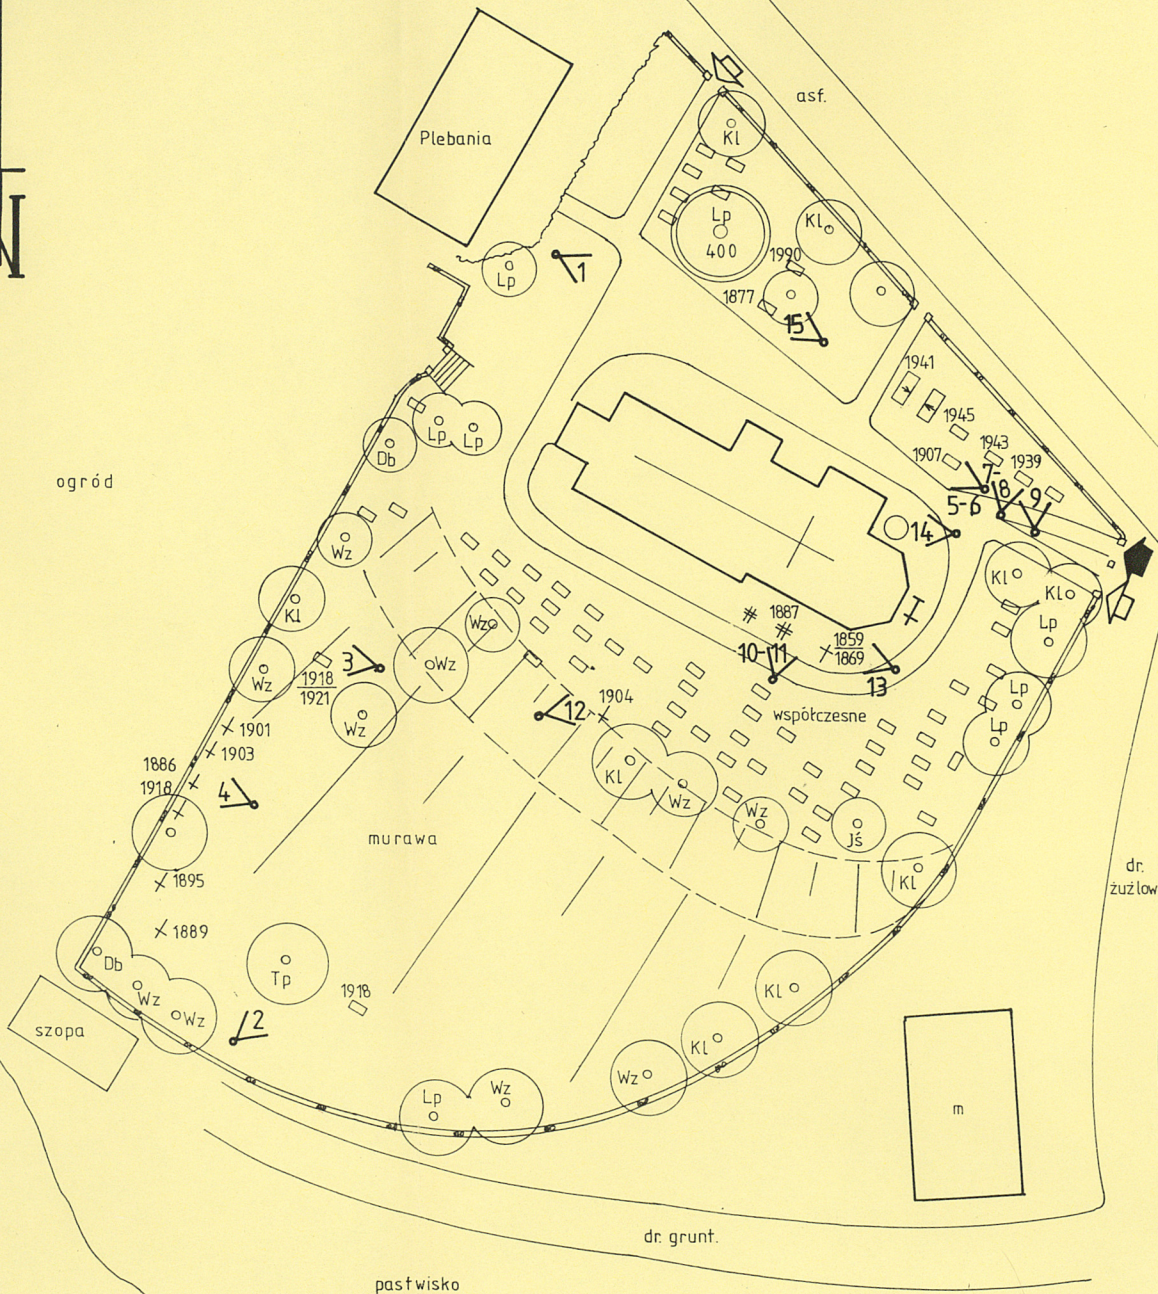 asf.
Plebania
N
Kl
Lp
400
Kl
1990
Lp
1
1877
15
1941
1945
Lp
Lp
Db
1943
1907
1939
7-
8
5-6
9
14
ogród
Wz
Kl
Kl
Kl
Lp
Wz
1887
1859
1869
10-11
13
3
Wz
Wz
1918
1921
Wz
12
1904
współczesne
Lp
Lp
1901
1903
1886
1918
4
Kl
Wz
Wz
Jś
murawa
Kl
dr.
żużlow
1895
1889
Db
Wz
Wz
Tp
1918
2
szopa
Kl
Kl
Wz
Lp
Wz
m
dr. grunt.
pastwisko